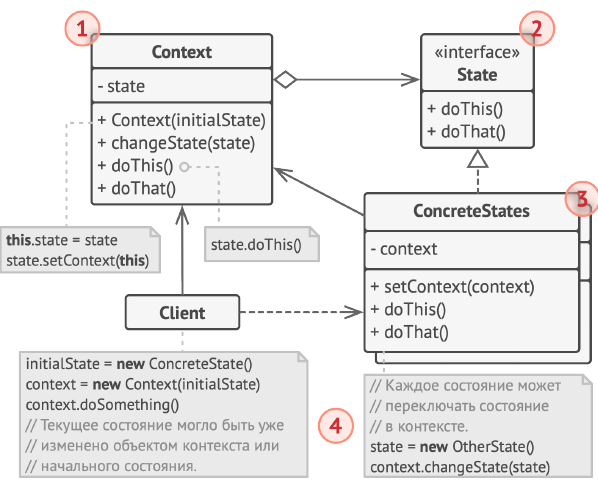 1
Context
- state
+ Context(initialState)
+ changeState(state)
+ doThis()
+ doThat()
2
«interface»
State
+ doThis()
+ doThat()
this.state = state
state.setContext(this)
state.doThis()
3
ConcreteStates
- context
+ setContext(context)
+ doThis()
+ doThat()
Client
initialState = new ConcreteState()
context = new Context(initialState)
context.doSomething()
// Текущее состояние могло быть уже
// изменено объектом контекста или
// начального состояния.
4
// Каждое состояние может
// переключать состояние
// в контексте.
state = new OtherState()
context.changeState(state)